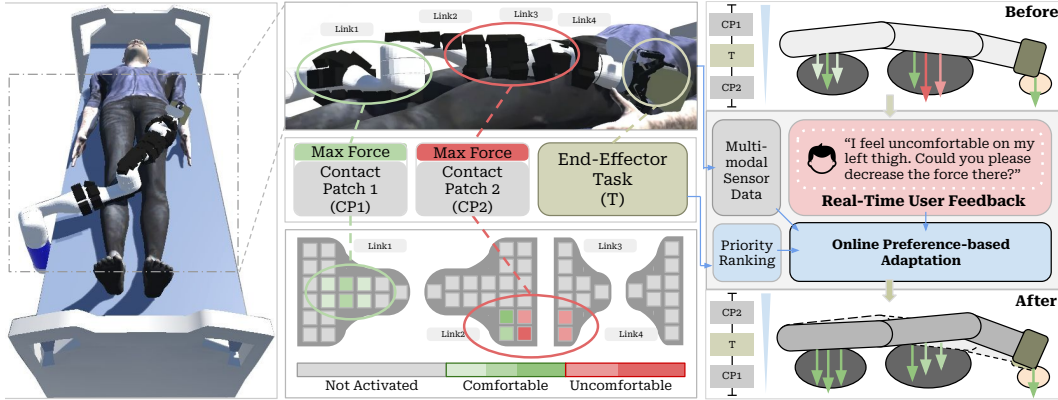 Link1
Link2
Link3
Link4
Max Force
Contact
Patch 1
(CP1)
Max Force
Contact
Patch 2
(CP2)
End-Effector
Task
(T)
Link1
Link2
Link3
Link4
Not Activated
Comfortable
Uncomfortable
Before
CP1
T
CP2
Multi-
modal
Sensor
Data
“I feel uncomfortable on my
left thigh. Could you please
decrease the force there?”
Real-Time User Feedback
Priority
Ranking
Online Preference-based
Adaptation
After
CP2
T
CP1